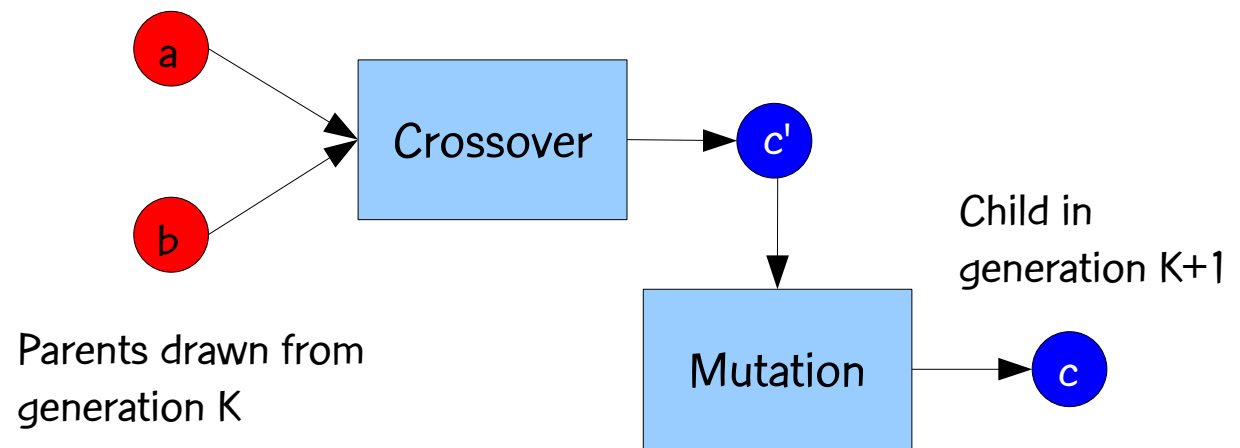 a
Crossover
c'
b
Child in
generation K+1
Parents drawn from
generation K
Mutation
c